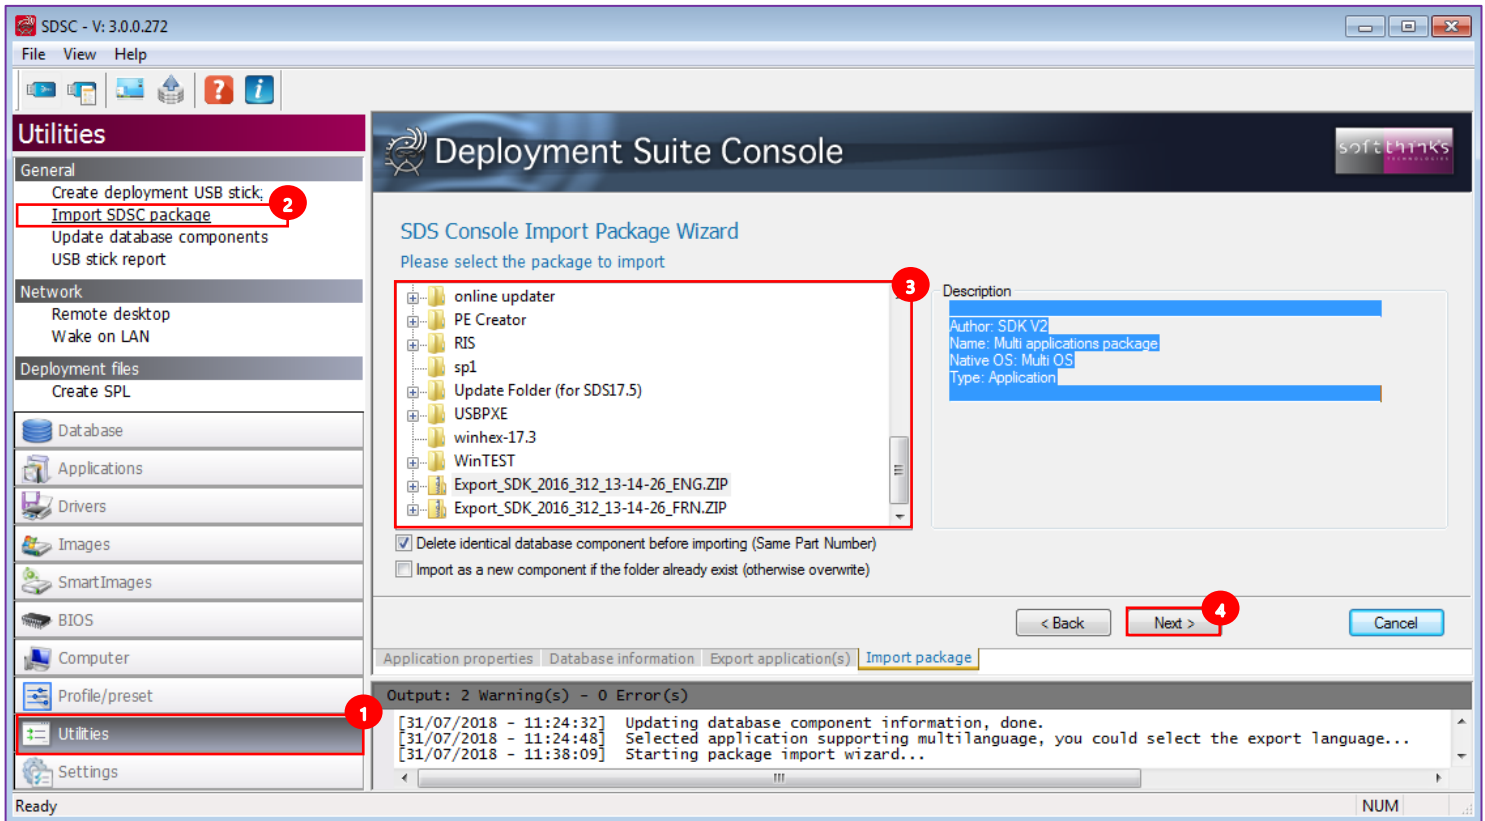 SDSC - V: 3.0.0.272
File View Help
Utilities
General
Create deployment USB stick
2
Import SDSC package
Update database components
USB stick report
Network
Remote desktop
Wake on LAN
Deployment files
Create SPL
Database
Applications
Drivers
Images
SmartImages
BIOS
Computer
Profile/preset
1
Utilities
Settings
Deployment Suite Console
softthinks
TECHNOLOGIES
SDS Console Import Package Wizard
Please select the package to import
3
online updater
PE Creator
RIS
sp1
Update Folder (for SDS17.5)
USBPXE
winhex-17.3
WinTEST
Export_SDK_2016_312_13-14-26_ENG.ZIP
Export_SDK_2016_312_13-14-26_FRN.ZIP
Description
Author: SDK V2
Name: Multi applications package
Native OS: Multi OS
Type: Application
Delete identical database component before importing (Same Part Number)
Import as a new component if the folder already exist (otherwise overwrite)
4
< Back Next > Cancel
Application properties Database information Export application(s) Import package
Output: 2 Warning(s) - 0 Error(s)
[31/07/2018 - 11:24:32] Updating database component information, done.
[31/07/2018 - 11:24:48] Selected application supporting multilanguage, you could select the export language...
[31/07/2018 - 11:38:09] Starting package import wizard...
Ready NUM